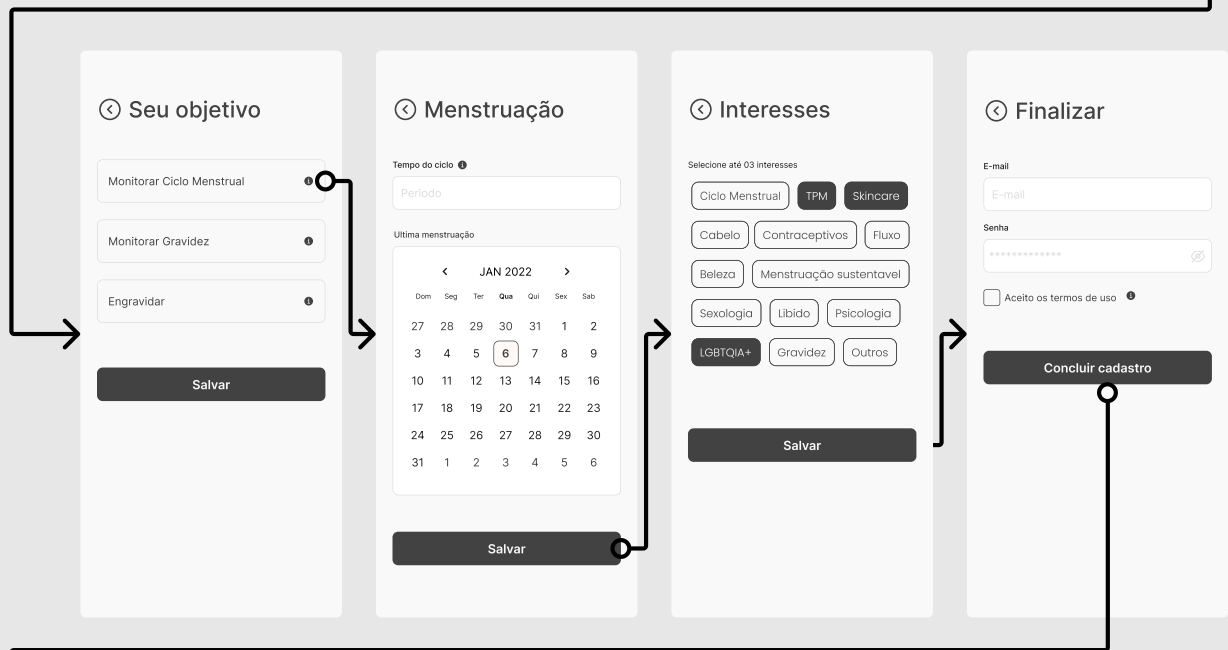 Seu objetivo
Monitorar Ciclo Menstrual
Monitorar Gravidez
Engravidar
Salvar
Menstruação
Tempo do ciclo
Período
Ultima menstruação
JAN 2022
Dom Seg Ter Qua Qui Sex Sab
27 28 29 30 31 1 2
3 4 5 6 7 8 9
10 11 12 13 14 15 16
17 18 19 20 21 22 23
24 25 26 27 28 29 30
31 1 2 3 4 5 6
Salvar
Interesses
Selecione até 03 interesses
Ciclo Menstrual TPM Skincare
Cabelo Contraceptivos Fluxo
Beleza Menstruação sustentavel
Sexologia Libido Psicologia
LGBTQIA+ Gravidez Outros
Salvar
Finalizar
E-mail
E-mail
Senha
*************
Aceito os termos de uso
Concluir cadastro